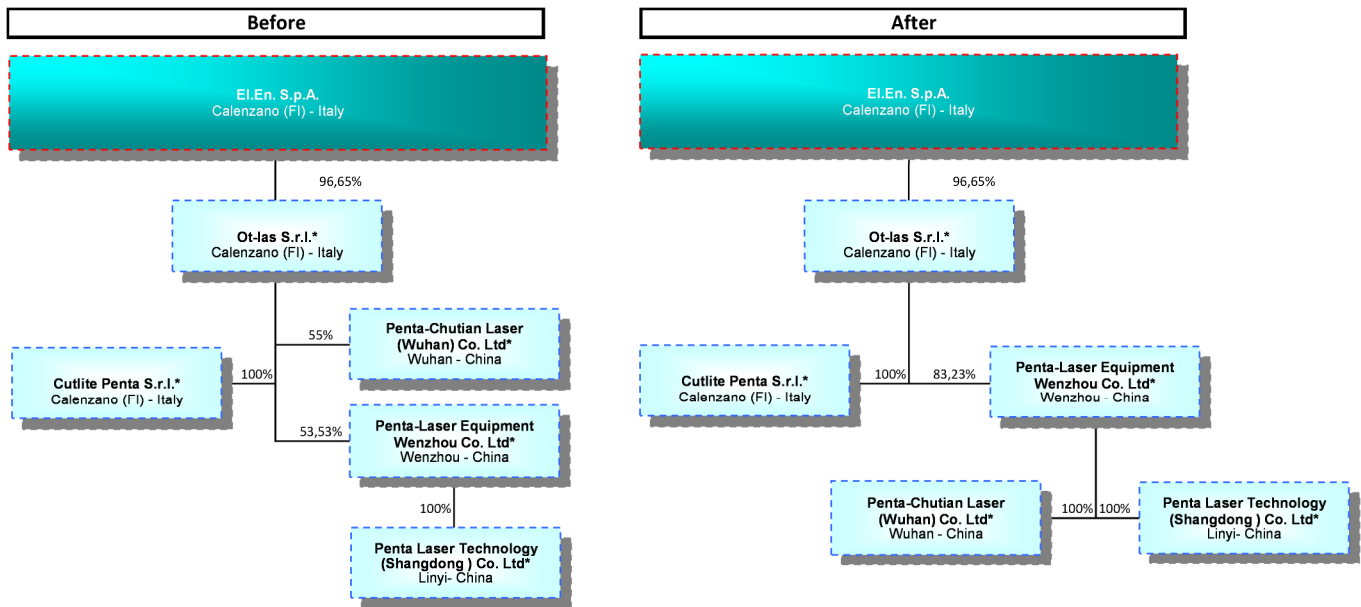 Before
El.En. S.p.A.
Calenzano (FI) - Italy
96,65%
Ot-las S.r.l.*
Calenzano (FI) - Italy
55%
Penta-Chutian Laser
(Wuhan) Co. Ltd*
Wuhan - China
Cutlite Penta S.r.l.*
Calenzano (FI) - Italy
100%
53,53%
Penta-Laser Equipment
Wenzhou Co. Ltd*
Wenzhou - China
100%
Penta Laser Technology
(Shangdong ) Co. Ltd*
Linyi- China
After
El.En. S.p.A.
Calenzano (FI) - Italy
96,65%
Ot-las S.r.l.*
Calenzano (FI) - Italy
Cutlite Penta S.r.l.*
Calenzano (FI) - Italy
100%
83,23%
Penta-Laser Equipment
Wenzhou Co. Ltd*
Wenzhou - China
Penta-Chutian Laser
(Wuhan) Co. Ltd*
Wuhan - China
100%
100%
Penta Laser Technology
(Shangdong ) Co. Ltd*
Linyi- China